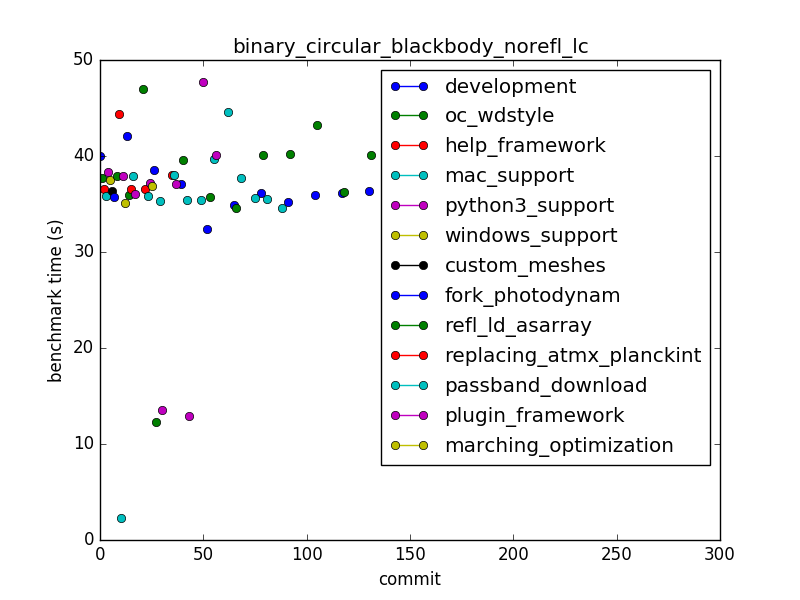 binary_circular_blackbody_norefl_lc
50
40
30
20
10
0
benchmark time (s)
development
oc_wdstyle
help_framework
mac_support
python3_support
windows_support
custom_meshes
fork_photodynam
refl_ld_asarray
replacing_atmx_planckint
passband_download
plugin_framework
marching_optimization
0 50 100 150 200 250 300
commit